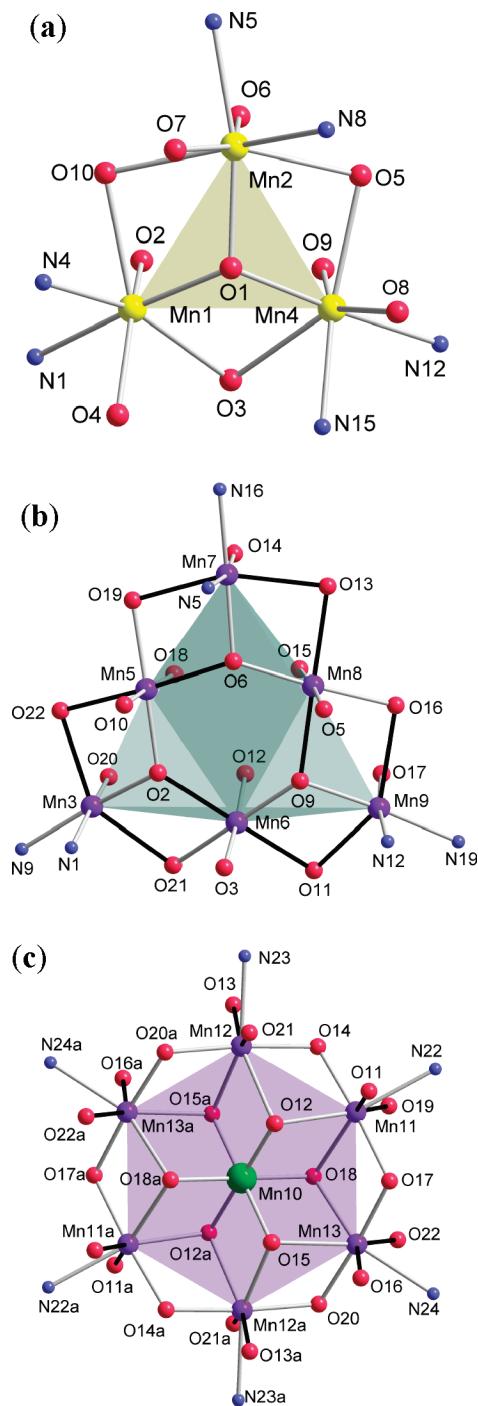 (a)
N5
O6
O7
N8
O10
Mn2
O5
O2
O9
N4
O1
O8
Mn1
Mn4
N1
O3
N12
O4
N15
(b)
N16
O14
Mn7
O19
N5
O13
O18
O15
Mn5
O6
Mn8
O22
O10
O5
O16
O20
O12
O17
Mn3
O2
O9
Mn9
Mn6
N9
N1
N12
N19
O21
O3
O11
(c)
N23
O13
Mn12
O21
O14
N24a
O20a
N22
O16a
O11
O15a
O12
O19
O22a
Mn13a
Mn11
O17a
O18a
O18
O17
Mn10
Mn11a
Mn13
O22
O12a
O15
O11a
O16
N22a
N24
O14a
O20
Mn12a
O21a
O13a
N23a